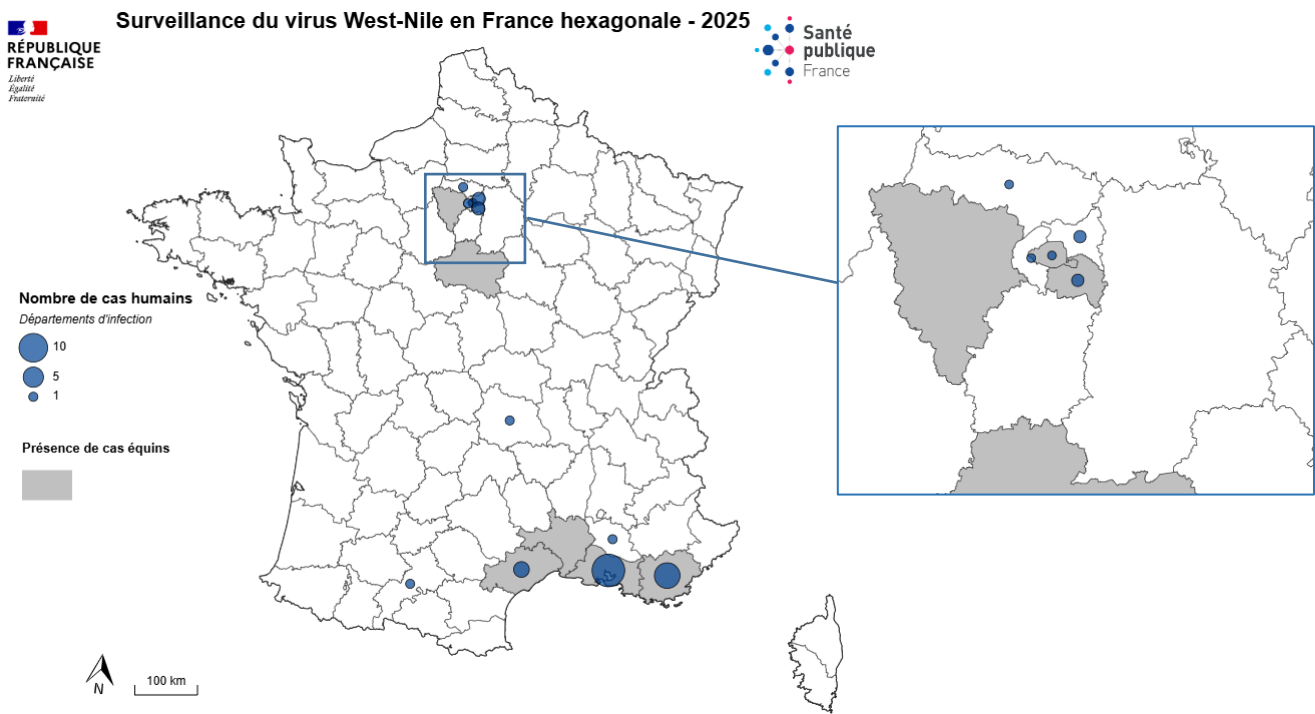 Surveillance du virus West-Nile en France hexagonale - 2025
RÉPUBLIQUE
FRANÇAISE
Liberté
Égalité
Fraternité
Santé
publique
France
Nombre de cas humains
Départements d'infection
10
5
1
Présence de cas équins
N
100 km